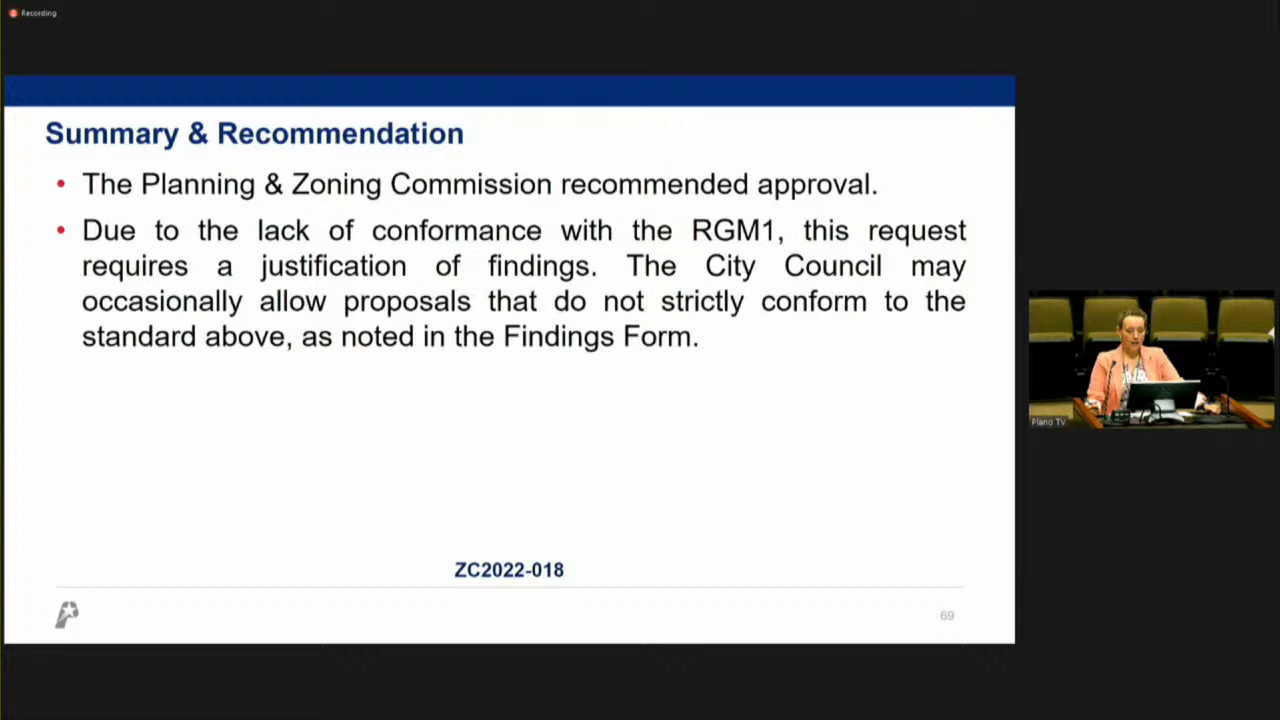 Recording
Summary & Recommendation
• The Planning & Zoning Commission recommended approval.
• Due to the lack of conformance with the RGM1, this request
requires a justification of findings. The City Council may
occasionally allow proposals that do not strictly conform to the
standard above, as noted in the Findings Form.
Plano TV
ZC2022-018
69